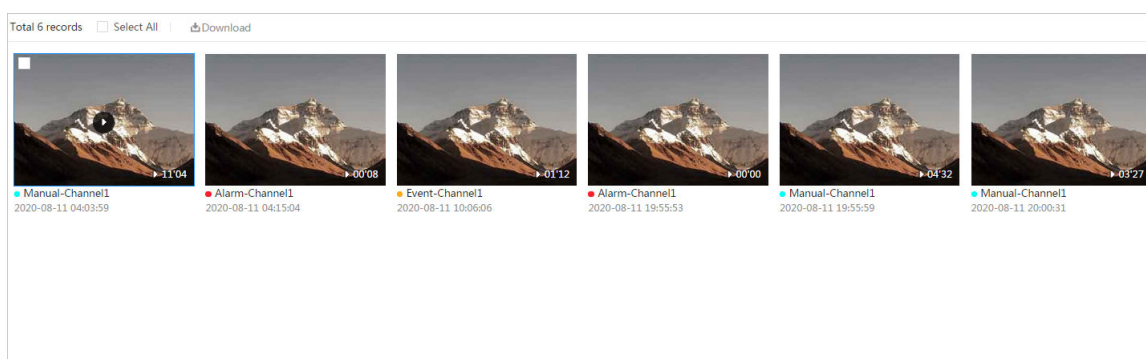 Total 6 records Select All Download
11'04 00'08 01'12 00'00 04'32 03'27
Manual-Channel1 Alarm-Channel1 Event-Channel1 Alarm-Channel1 Manual-Channel1 Manual-Channel1
2020-08-11 04:03:59 2020-08-11 04:15:04 2020-08-11 10:06:06 2020-08-11 19:55:53 2020-08-11 19:55:59 2020-08-11 20:00:31